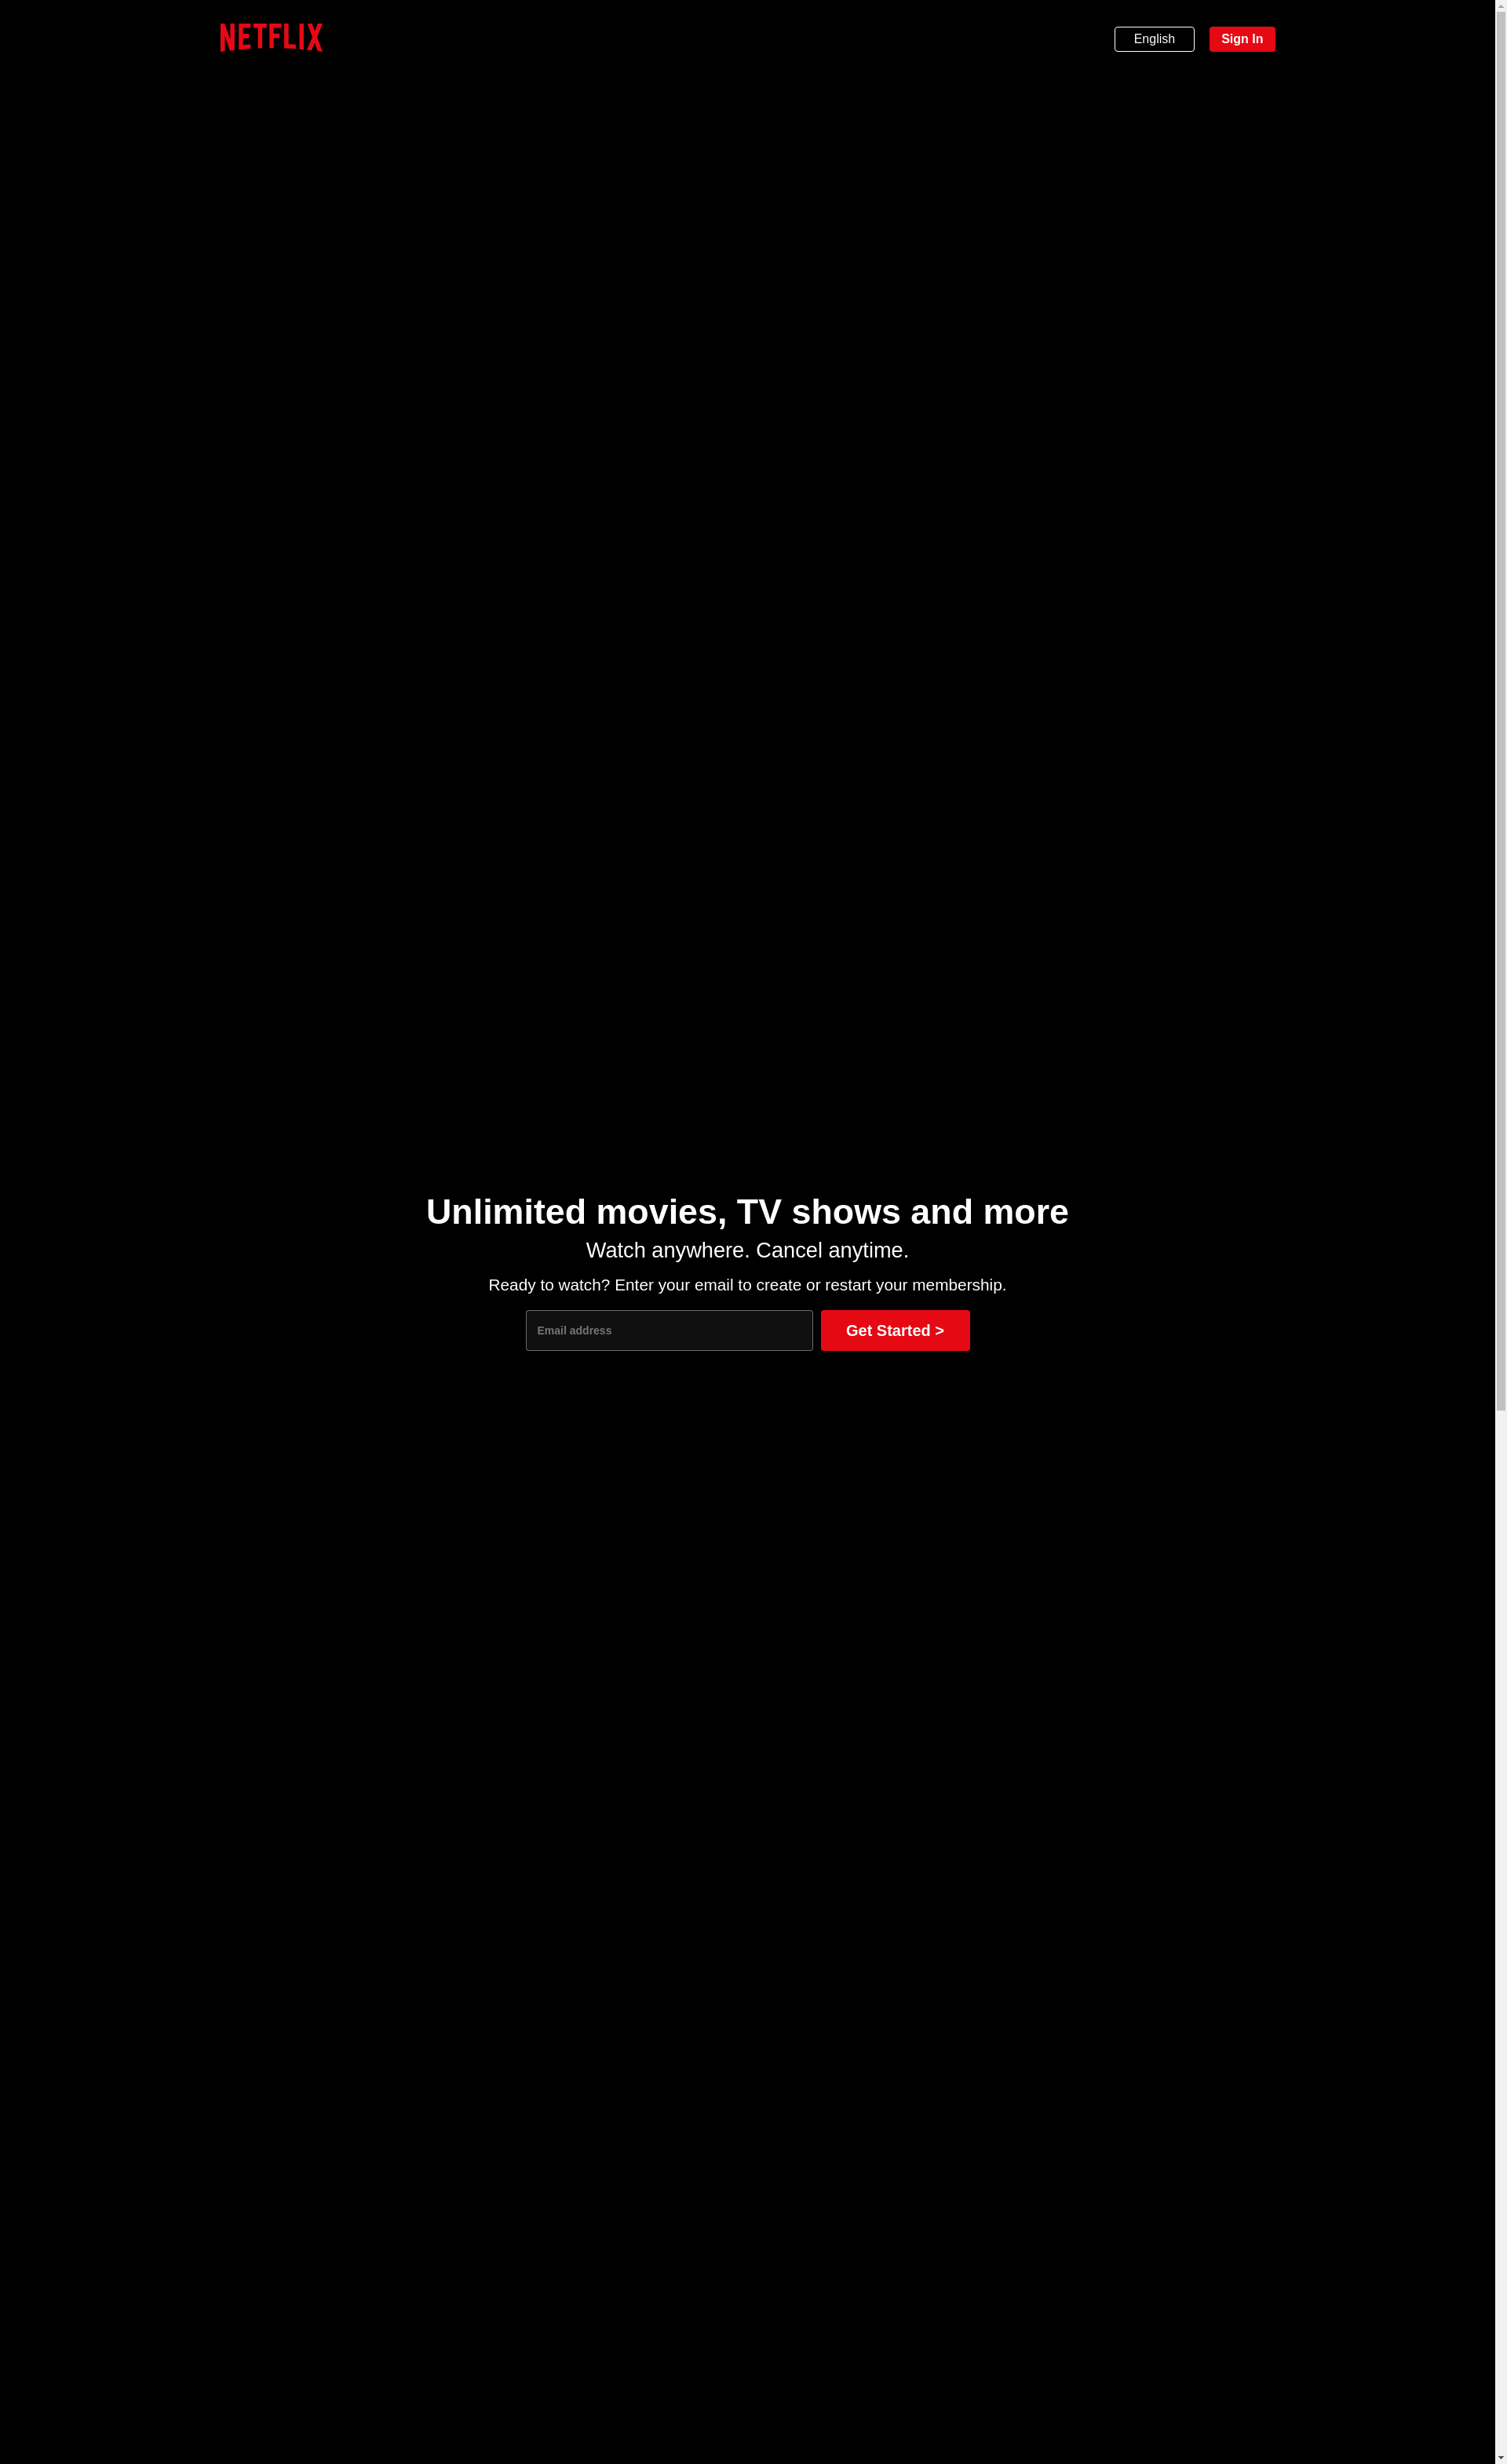 NETFLIX
English
Sign In
Unlimited movies, TV shows and more
Watch anywhere. Cancel anytime.
Ready to watch? Enter your email to create or restart your membership.
Email address
Get Started >